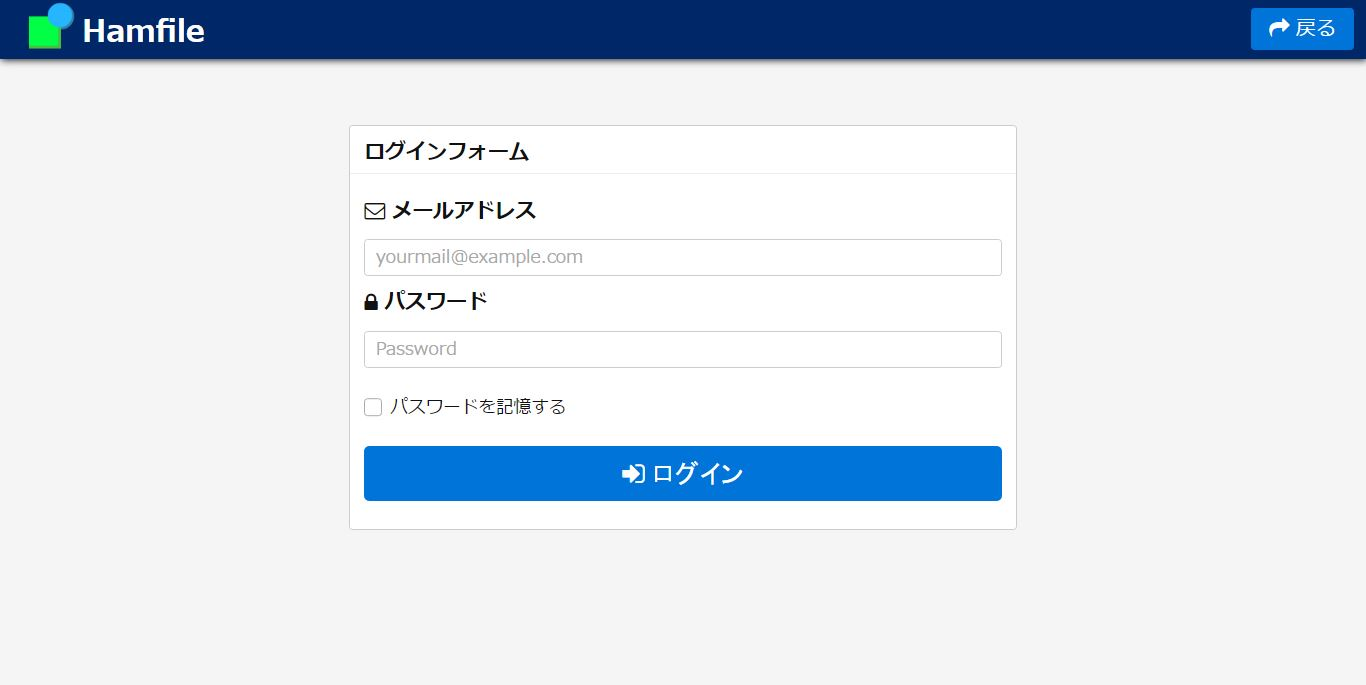 Hamfile
戻る
ログインフォーム
メールアドレス
yourmail@example.com
パスワード
Password
パスワードを記憶する
ログイン